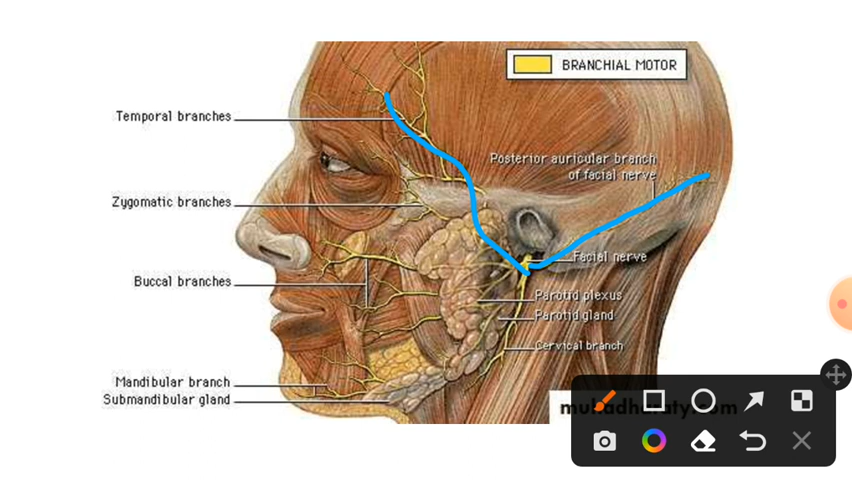 BRANCHIAL MOTOR
Temporal branches
Posterior auricular branch
of facial nerve
Zygomatic branches
Facial nerve
Buccal branches
Parotid plexus
Parotid gland
Cervical branch
Mandibular branch
Submandibular gland